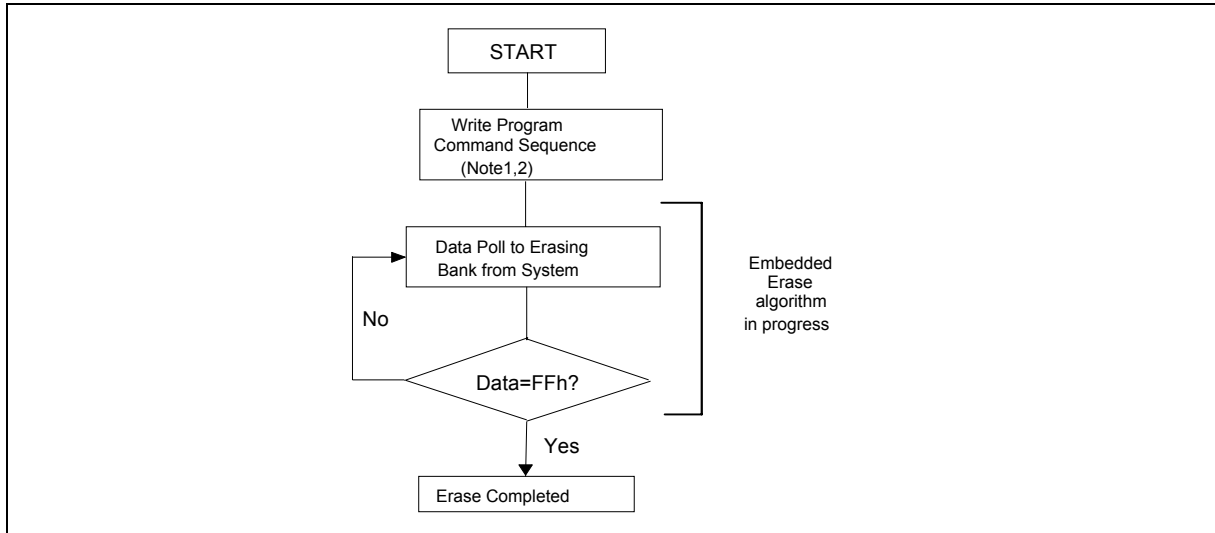 START
Write Program
Command Sequence
(Note1,2)
Data Poll to Erasing
Bank from System
Embedded
Erase
algorithm
in progress
No
Data=FFh?
Yes
Erase Completed